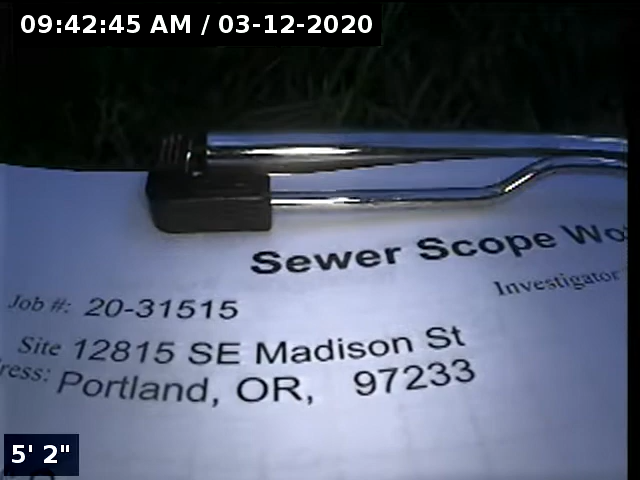 09:42:45 AM / 03-12-2020
Sewer Scope
Investigator
Job #: 20-31515
Site 12815 SE Madison St
Portland, OR, 97233
5' 2"